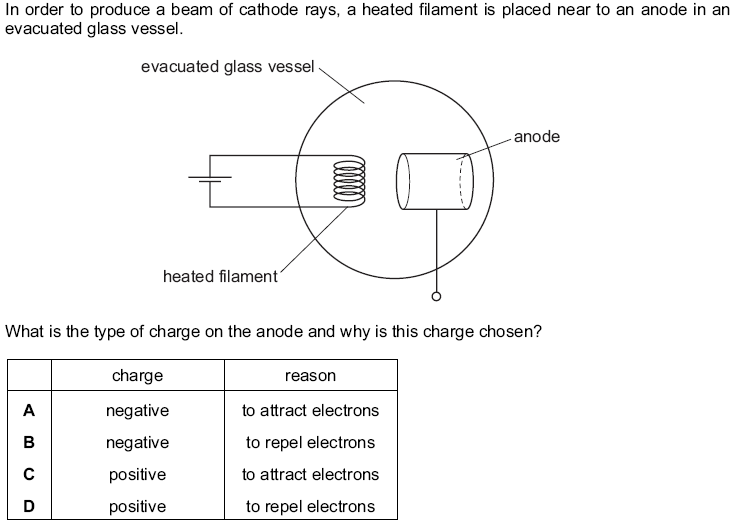 In order to produce a beam of cathode rays, a heated filament is placed near to an anode in an
evacuated glass vessel.
evacuated glass vessel
anode
heated filament
What is the type of charge on the anode and why is this charge chosen?
charge reason
A negative to attract electrons
B negative to repel electrons
C positive to attract electrons
D positive to repel electrons